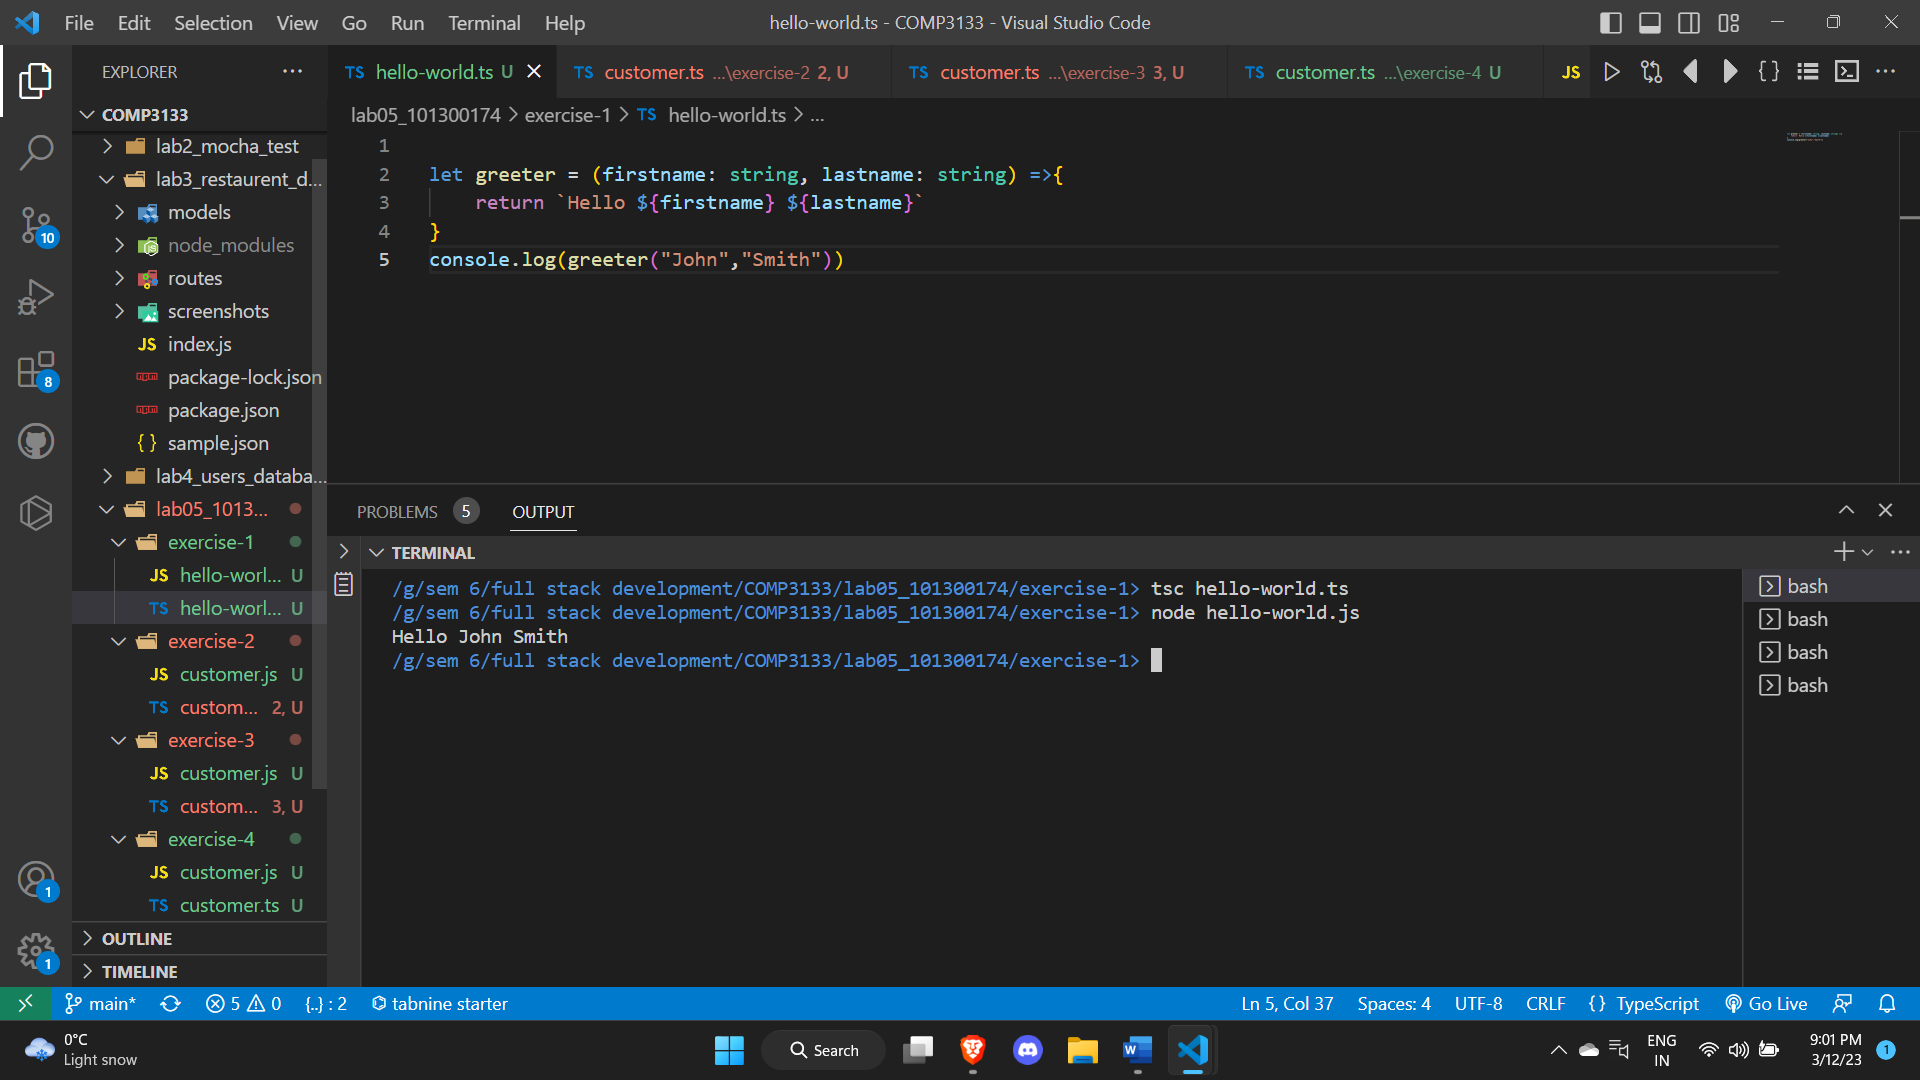 File Edit Selection View Go Run Terminal Help
hello-world.ts - COMP3133 - Visual Studio Code
EXPLORER
COMP3133
lab2_mocha_test
lab3_restaurent_d...
models
node_modules
routes
screenshots
JS index.js
package-lock.json
package.json
{ } sample.json
lab4_users_databa...
lab05_1013...
exercise-1
JS hello-worl... U
TS hello-worl... U
exercise-2
JS customer.js U
TS custom... 2, U
exercise-3
JS customer.js U
TS custom... 3, U
exercise-4
JS customer.js U
TS customer.ts U
OUTLINE
TIMELINE
10
8
1
1
TS hello-world.ts U
TS customer.ts ...\exercise-2 2, U
TS customer.ts ...\exercise-3 3, U
TS customer.ts ...\exercise-4 U
JS
lab05_101300174 > exercise-1 > TS hello-world.ts > ...
1
2 let greeter = (firstname: string, lastname: string) =>{
3     return `Hello ${firstname} ${lastname}`
4 }
5 console.log(greeter("John","Smith"))
PROBLEMS 5 OUTPUT
TERMINAL
/g/sem 6/full stack development/COMP3133/lab05_101300174/exercise-1> tsc hello-world.ts
/g/sem 6/full stack development/COMP3133/lab05_101300174/exercise-1> node hello-world.js
Hello John Smith
/g/sem 6/full stack development/COMP3133/lab05_101300174/exercise-1>
bash
bash
bash
bash
main* 5 0 {..} : 2 tabnine starter
Ln 5, Col 37 Spaces: 4 UTF-8 CRLF {} TypeScript Go Live
0°C
Light snow
Search
ENG
IN
9:01 PM
3/12/23
1